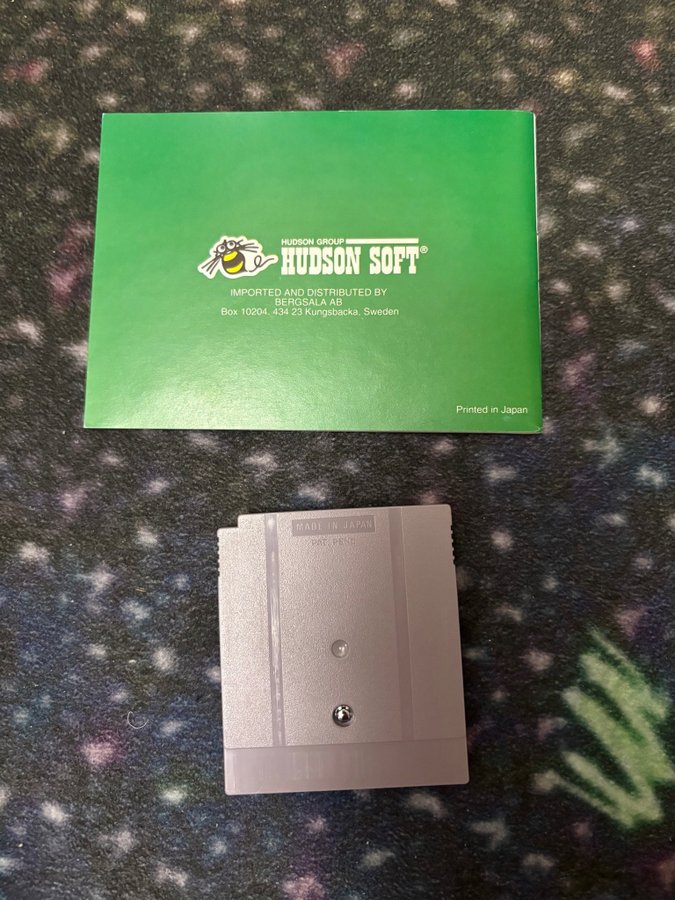 HUDSON GROUP
HUDSON SOFT®
IMPORTED AND DISTRIBUTED BY
BERGSALA AB
Box 10204. 434 23 Kungsbacka, Sweden
Printed in Japan
MADE IN JAPAN
PAT.